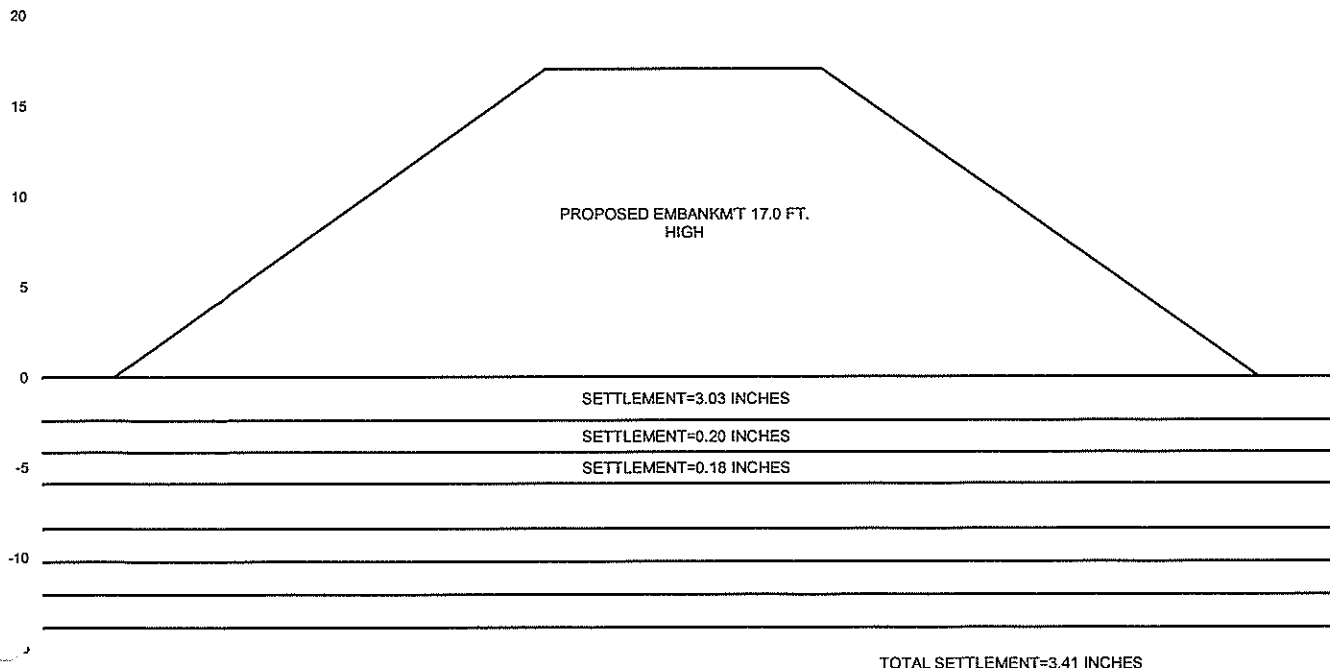 20
15
10
PROPOSED EMBANKM'T 17.0 FT.
HIGH
5
0
SETTLEMENT=3.03 INCHES
SETTLEMENT=0.20 INCHES
-5
SETTLEMENT=0.18 INCHES
-10
TOTAL SETTLEMENT=3.41 INCHES